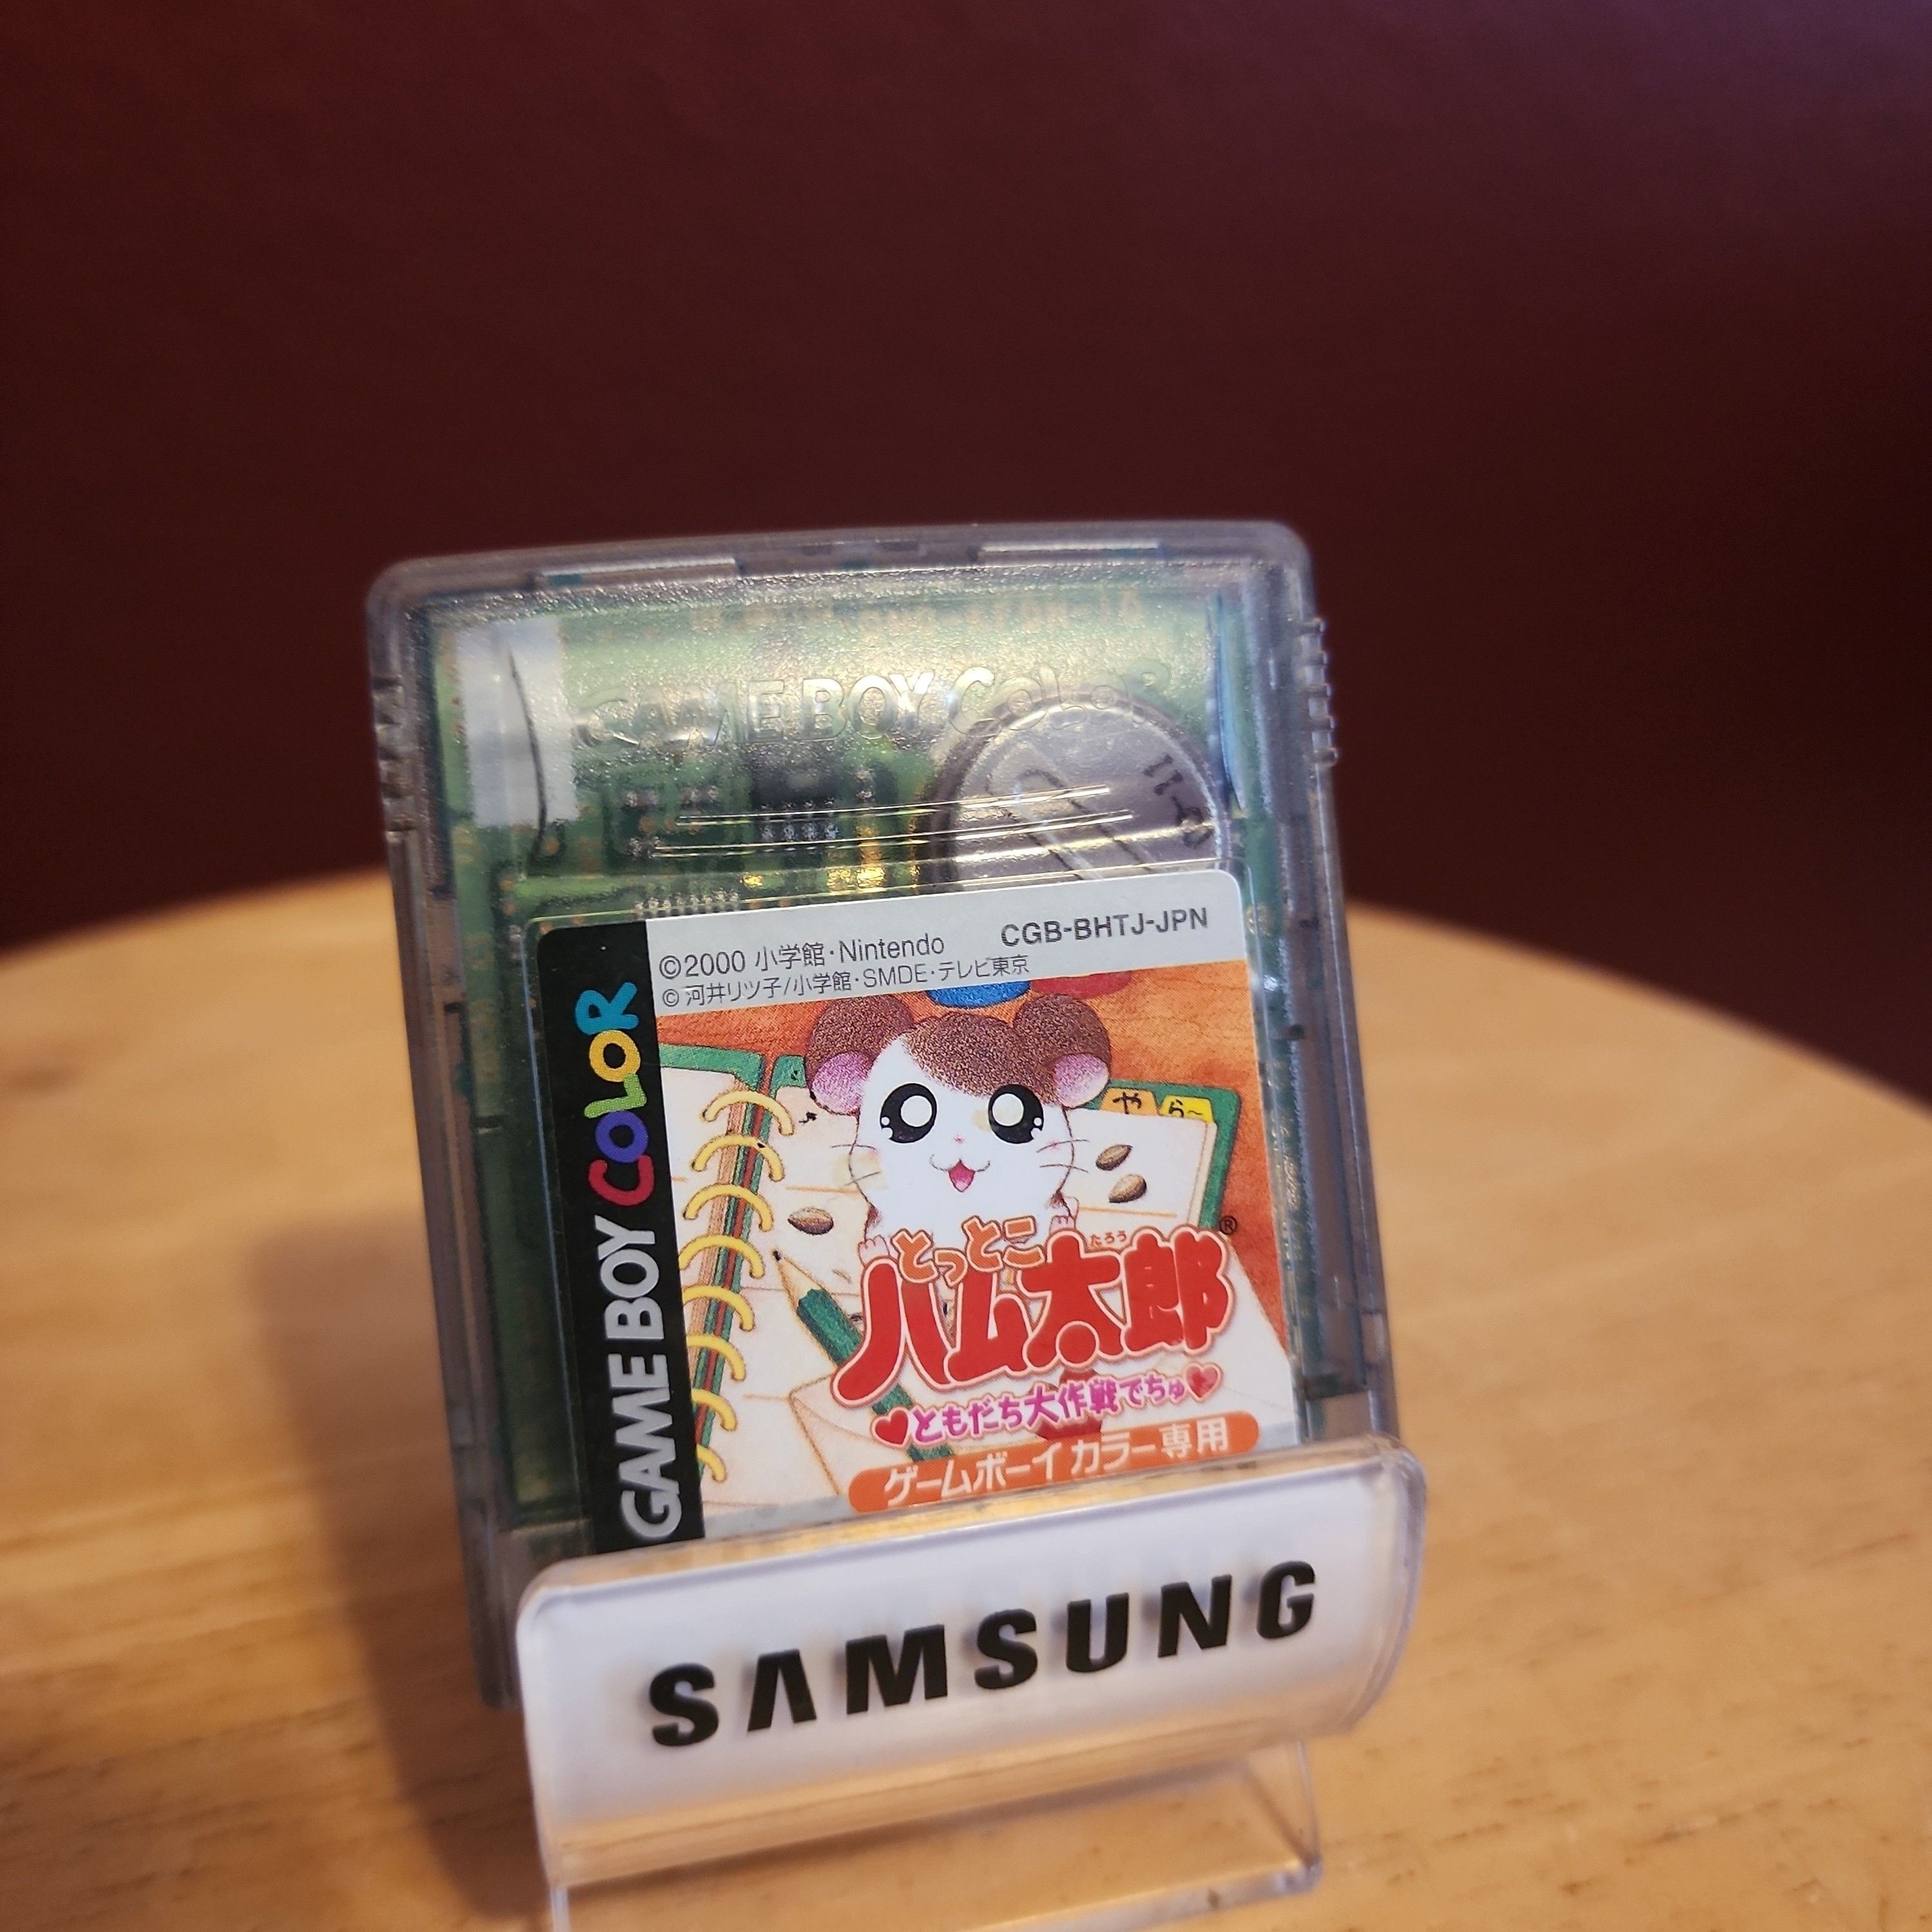 GAME BOY COLOR
©2000 小学館・Nintendo CGB-BHTJ-JPN
© 河井リツ子/小学館・SMDE・テレビ東京
GAME BOY COLOR
や ら~
とっとこ
たろう
ハム太郎®
ともだち大作戦でちゅ
ゲームボーイカラー専用
SAMSUNG